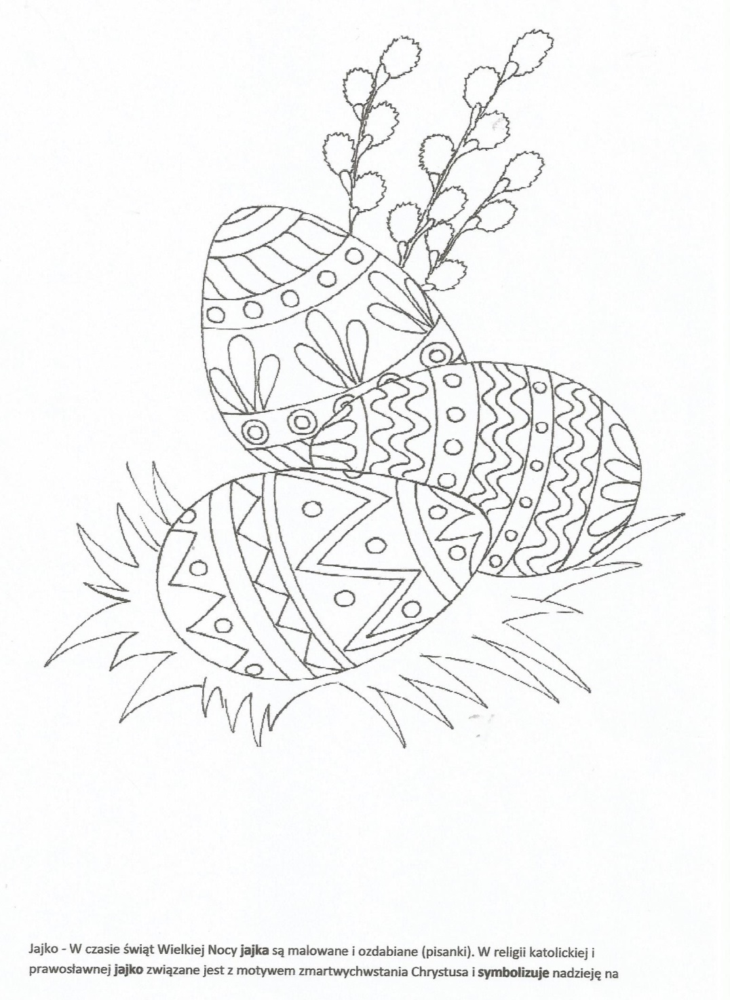 Jajko - W czasie świąt Wielkiej Nocy jajka są malowane i ozdabiane (pisanki). W religii katolickiej i
prawosławnej jajko związane jest z motywem zmartwychwstania Chrystusa i symbolizuje nadzieję na